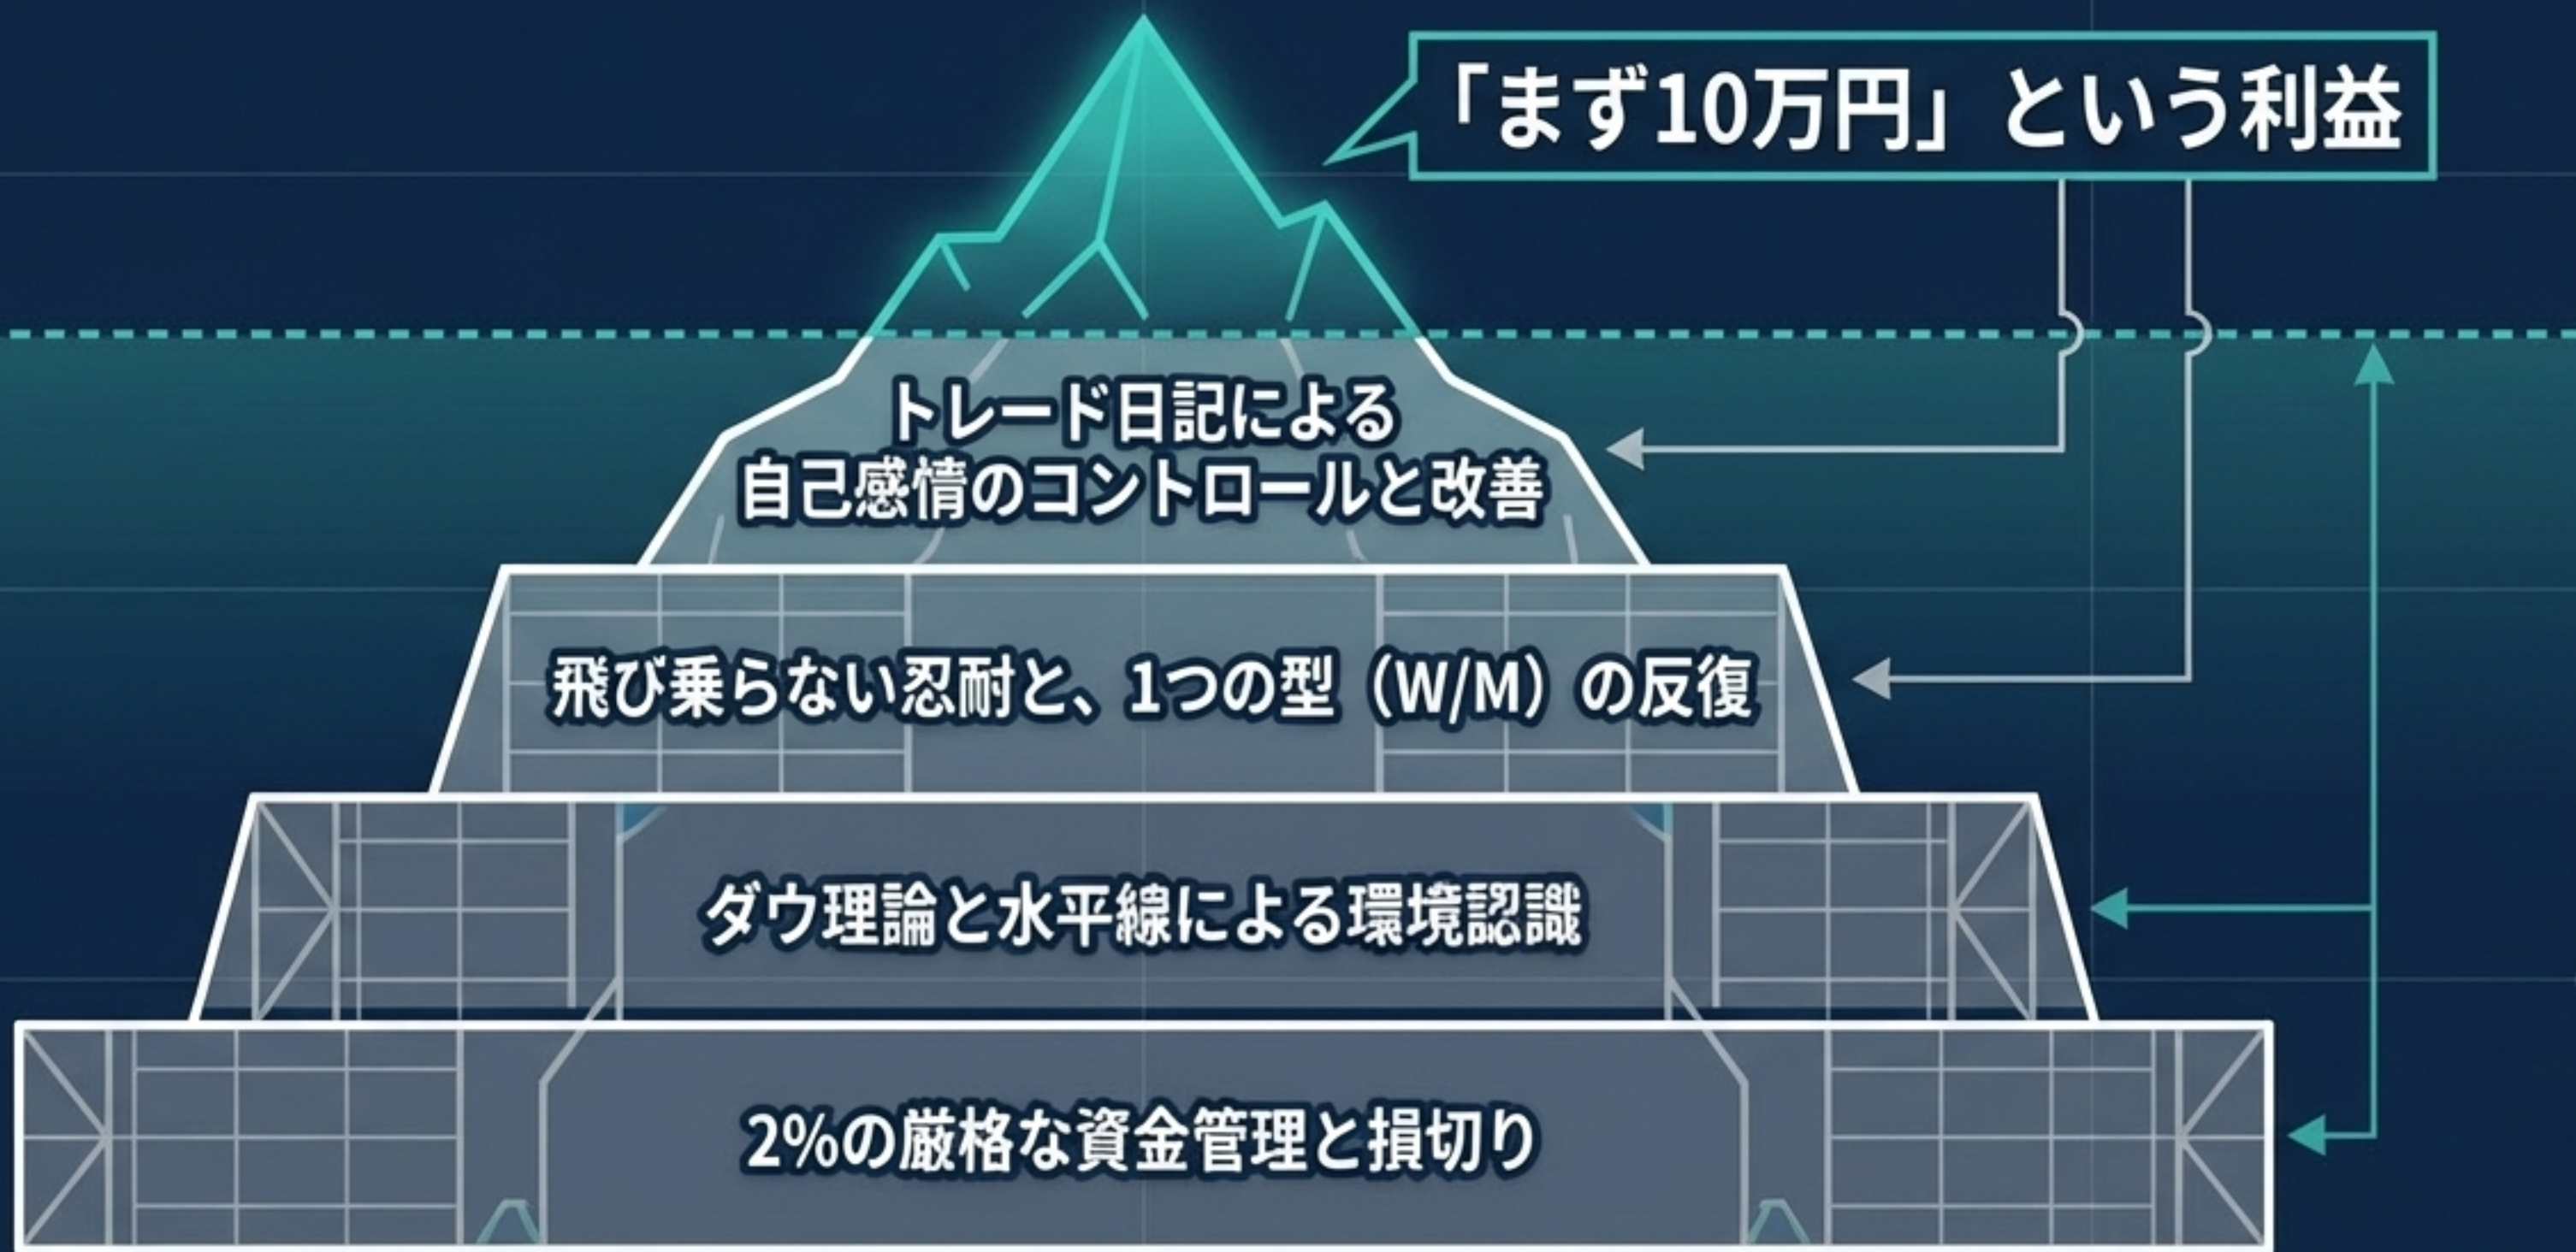 「まず10万円」という利益
トレード日記による
自己感情のコントロールと改善
飛び乗らない忍耐と、1つの型（W/M）の反復
ダウ理論と水平線による環境認識
2%の厳格な資金管理と損切り